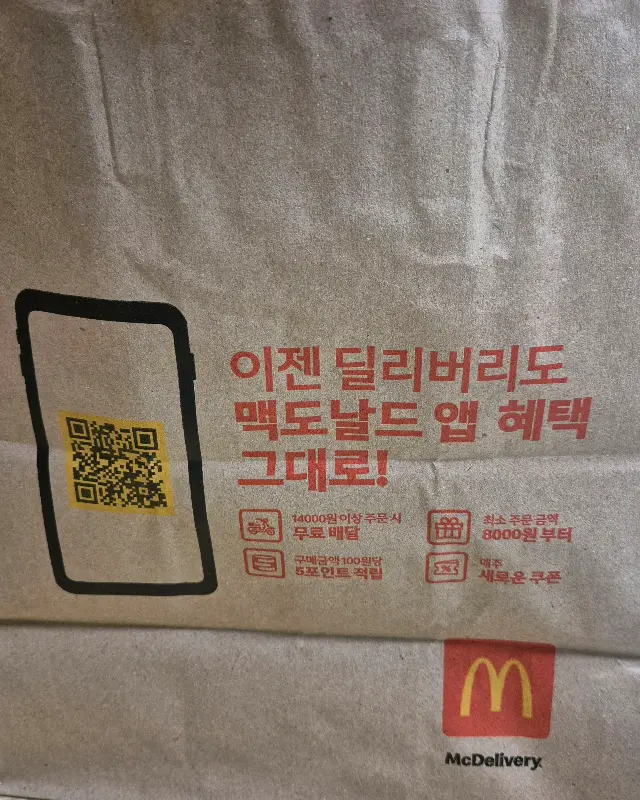 이젠 딜리버리도
맥도날드 앱 혜택
그대로!
14000원 이상 주문 시
무료 배달
최소 주문 금액
8000원 부터
구매금액 100원당
5포인트 적립
매주
새로운 쿠폰
McDelivery